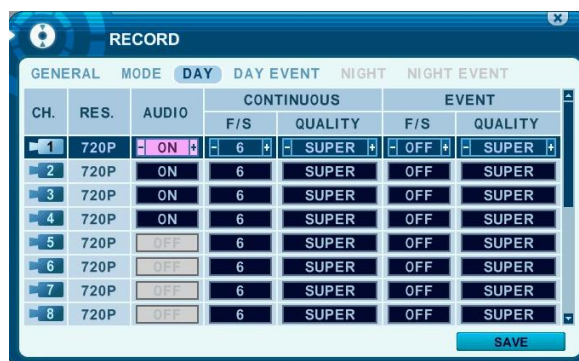 RECORD
GENERAL MODE DAY DAY EVENT NIGHT NIGHT EVENT
CH. RES. AUDIO CONTINUOUS EVENT
F/S QUALITY F/S QUALITY
1 720P - ON + - 6 + - SUPER + - OFF + - SUPER +
2 720P ON 6 SUPER OFF SUPER
3 720P ON 6 SUPER OFF SUPER
4 720P ON 6 SUPER OFF SUPER
5 720P OFF 6 SUPER OFF SUPER
6 720P OFF 6 SUPER OFF SUPER
7 720P OFF 6 SUPER OFF SUPER
8 720P OFF 6 SUPER OFF SUPER
SAVE